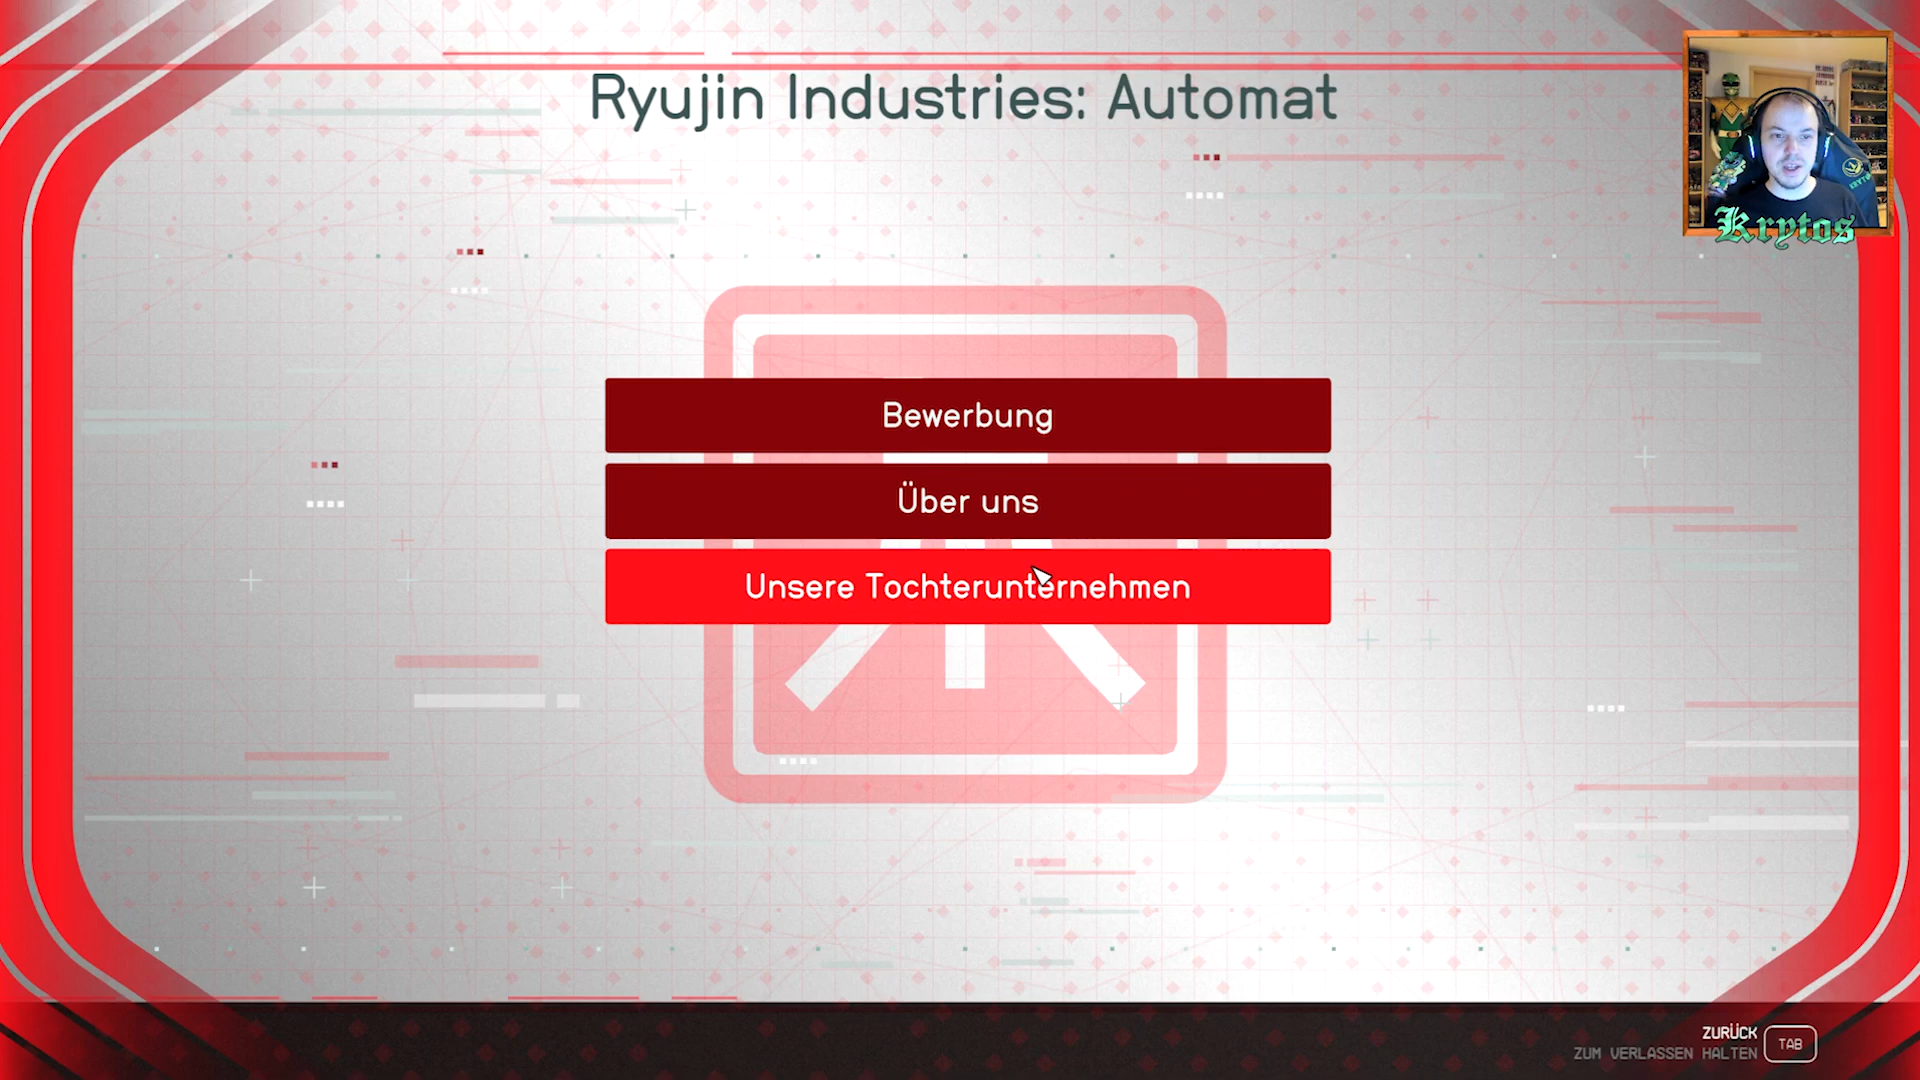 Ryujin Industries: Automat
Krytos
Bewerbung
Über uns
Unsere Tochterunternehmen
ZURÜCK
ZUM VERLASSEN HALTEN
TAB